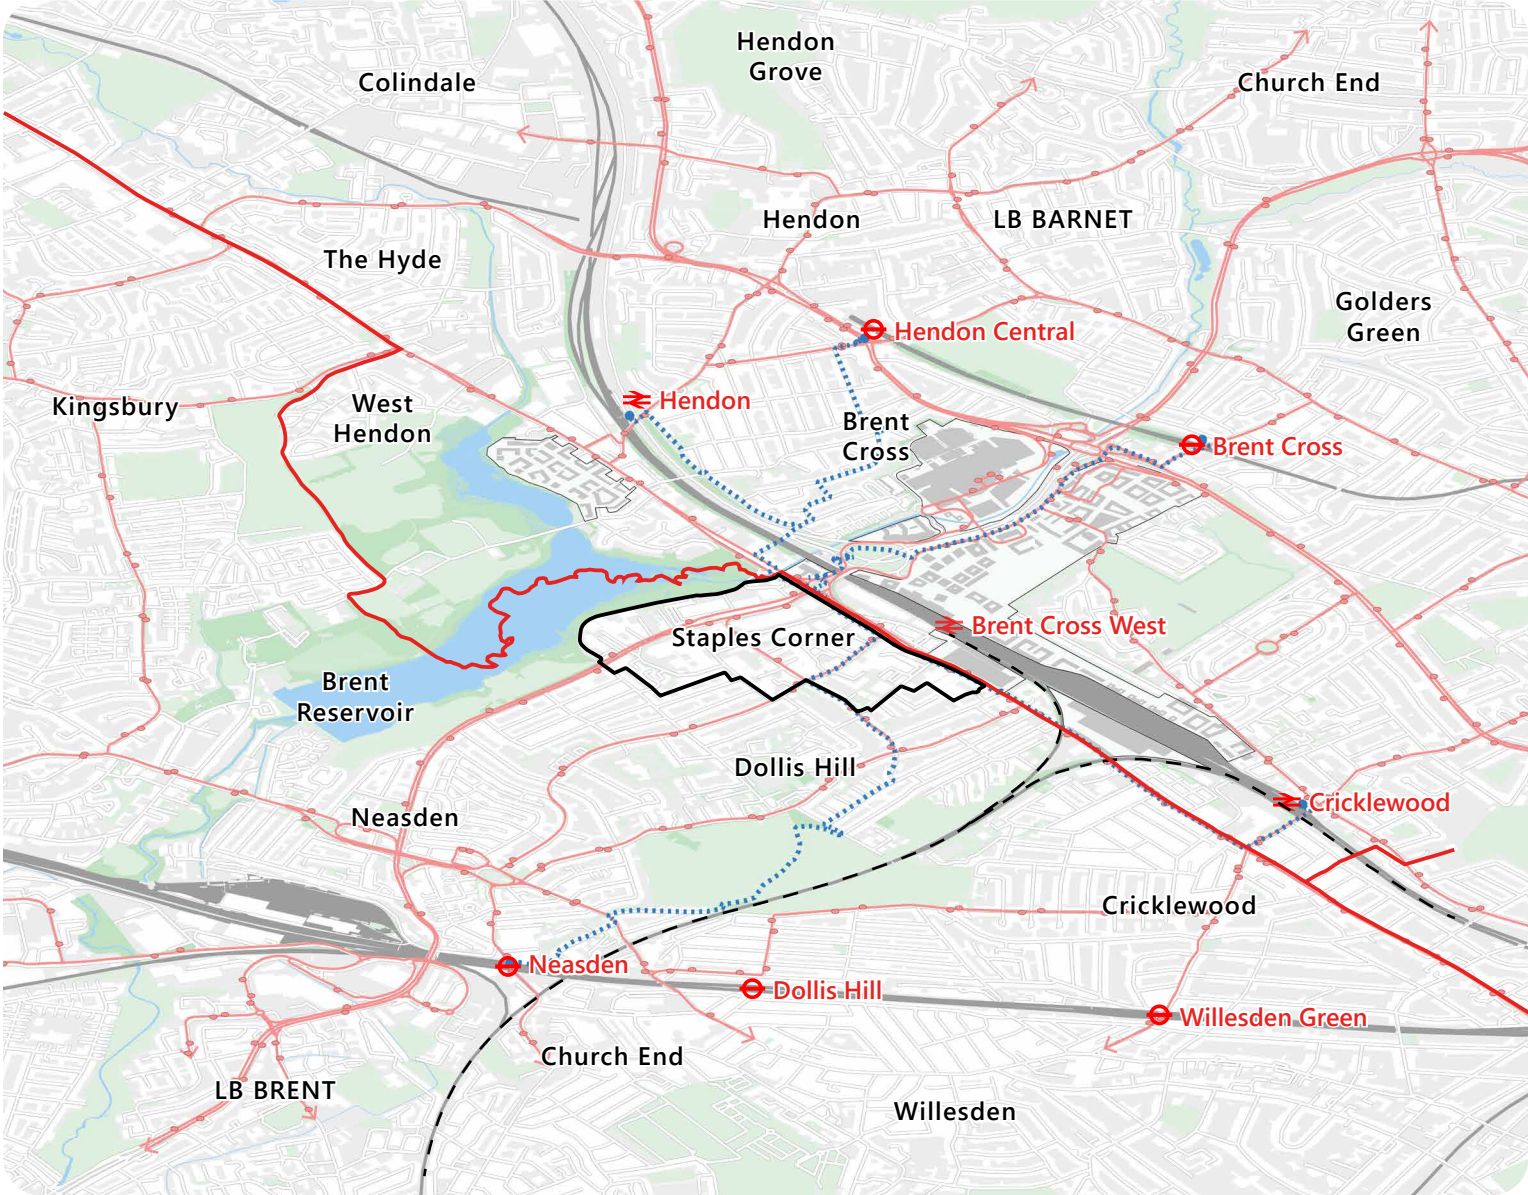 Hendon
Grove
Colindale
Church End
Hendon
LB BARNET
The Hyde
Golders
Green
Hendon Central
Kingsbury
West
Hendon
Hendon
Brent
Cross
Brent Cross
Staples Corner
Brent Cross West
Brent
Reservoir
Dollis Hill
Neasden
Cricklewood
Cricklewood
Neasden
Dollis Hill
Willesden Green
Church End
LB BRENT
Willesden